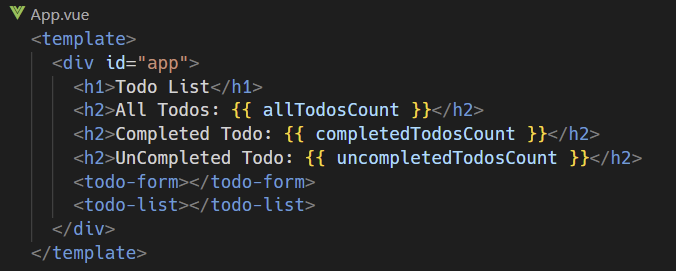 App.vue
<template>
<div id="app">
<h1>Todo List</h1>
<h2>All Todos: {{ allTodosCount }}</h2>
<h2>Completed Todo: {{ completedTodosCount }}</h2>
<h2>UnCompleted Todo: {{ uncompletedTodosCount }}</h2>
<todo-form></todo-form>
<todo-list></todo-list>
</div>
</template>